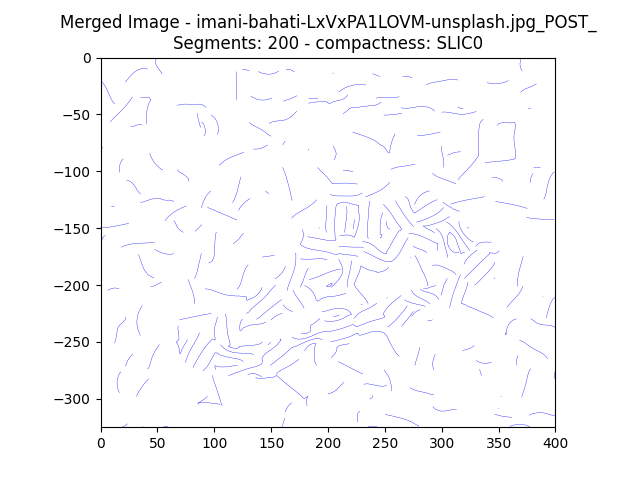 Merged Image - imani-bahati-LxVxPA1LOVM-unsplash.jpg_POST_
Segments: 200 - compactness: SLIC0
0
−50
−100
−150
−200
−250
−300
0 50 100 150 200 250 300 350 400